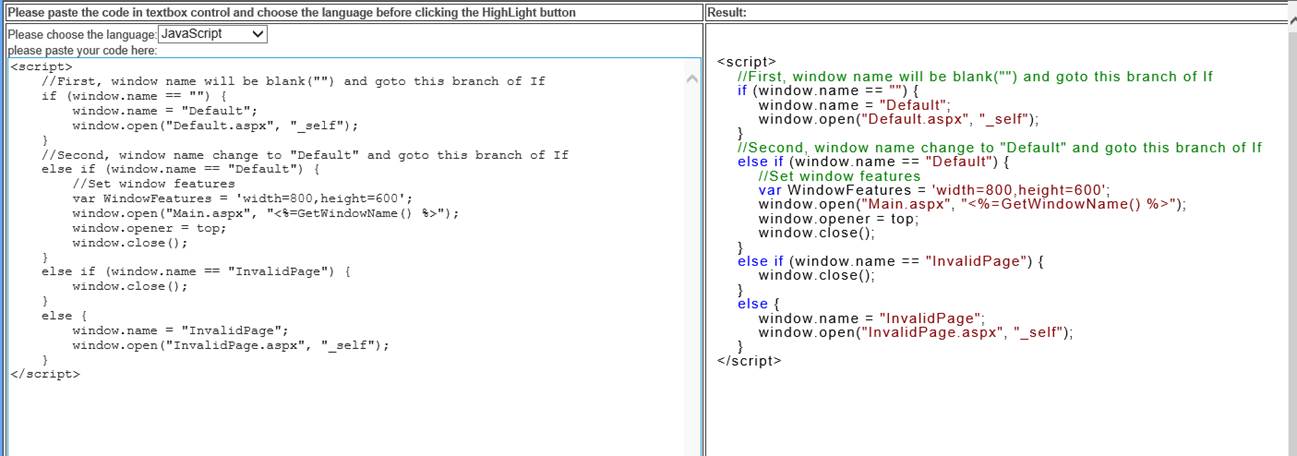 Please paste the code in textbox control and choose the language before clicking the HighLight button
Please choose the language: JavaScript
please paste your code here:
<script>
    //First, window name will be blank("") and goto this branch of If
    if (window.name == "") {
        window.name = "Default";
        window.open("Default.aspx", "_self");
    }
    //Second, window name change to "Default" and goto this branch of If
    else if (window.name == "Default") {
        //Set window features
        var WindowFeatures = 'width=800,height=600';
        window.open("Main.aspx", "<%=GetWindowName() %>");
        window.opener = top;
        window.close();
    }
    else if (window.name == "InvalidPage") {
        window.close();
    }
    else {
        window.name = "InvalidPage";
        window.open("InvalidPage.aspx", "_self");
    }
</script>
Result:
<script>
    //First, window name will be blank("") and goto this branch of If
    if (window.name == "") {
        window.name = "Default";
        window.open("Default.aspx", "_self");
    }
    //Second, window name change to "Default" and goto this branch of If
    else if (window.name == "Default") {
        //Set window features
        var WindowFeatures = 'width=800,height=600';
        window.open("Main.aspx", "<%=GetWindowName() %>");
        window.opener = top;
        window.close();
    }
    else if (window.name == "InvalidPage") {
        window.close();
    }
    else {
        window.name = "InvalidPage";
        window.open("InvalidPage.aspx", "_self");
    }
</script>